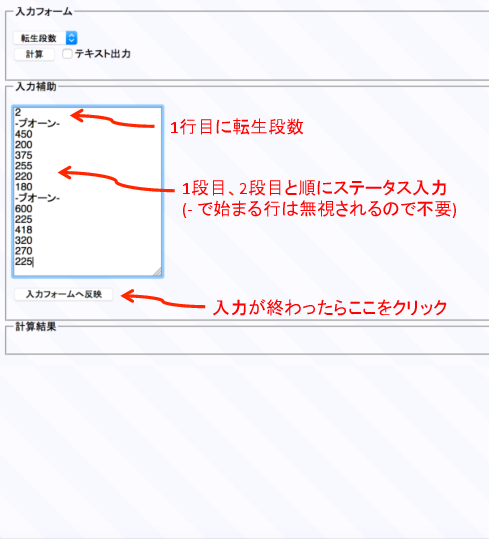 入力フォーム
転生段数
計算 テキスト出力
入力補助
2
-ブオーン-
450
200
375
255
220
180
-ブオーン-
600
225
418
320
270
225
1行目に転生段数
1段目、2段目と順にステータス入力
(- で始まる行は無視されるので不要)
入力フォームへ反映
入力が終わったらここをクリック
計算結果